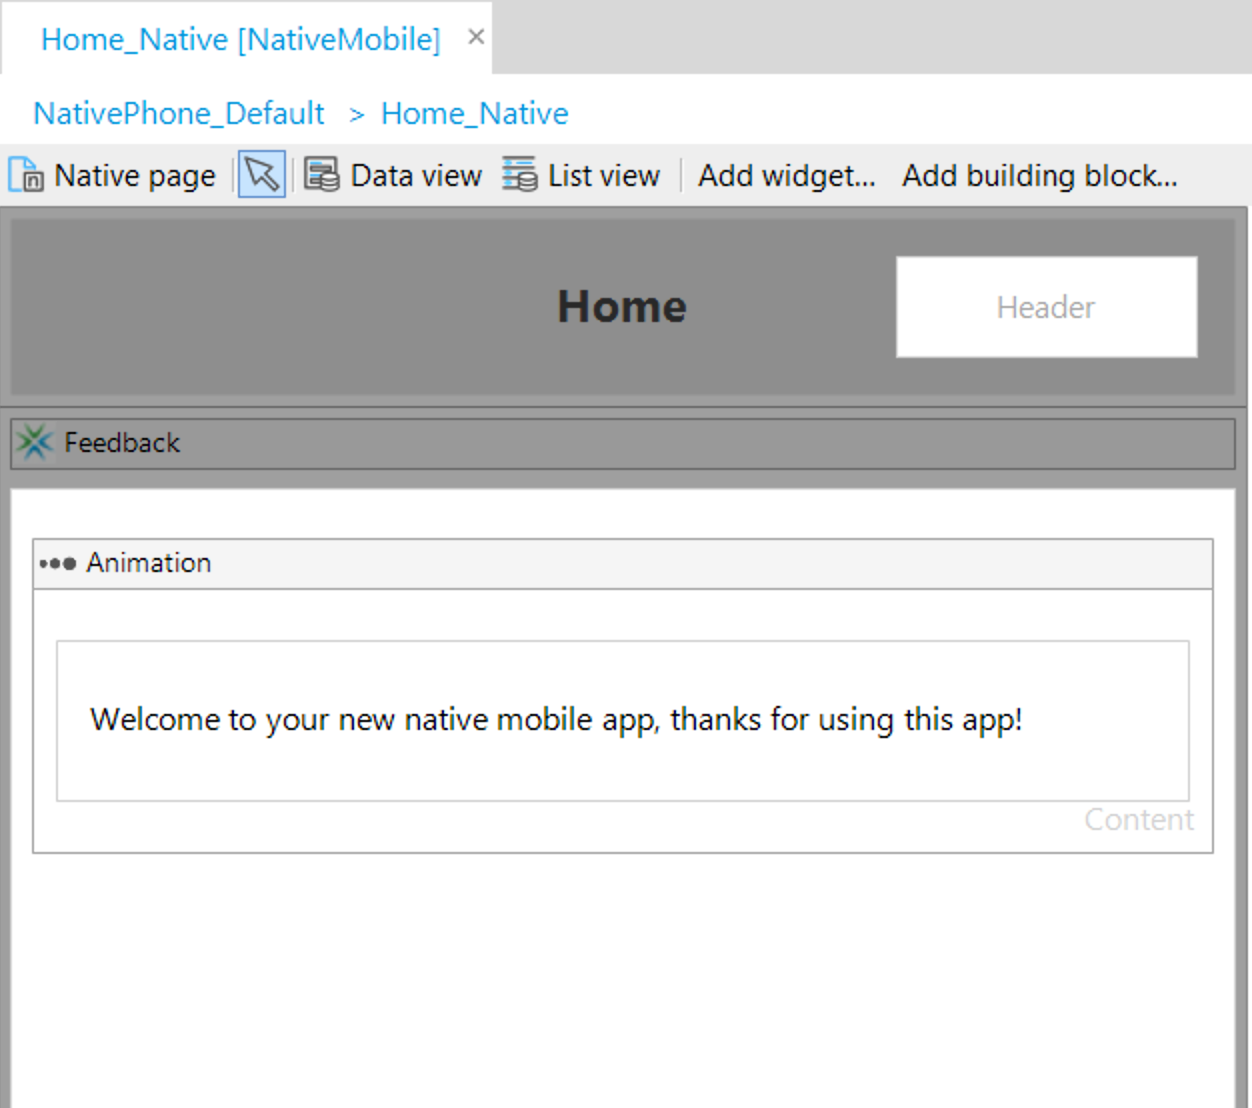 Home_Native [NativeMobile] ×
NativePhone_Default > Home_Native
Native page Data view List view Add widget... Add building block...
Home Header
Feedback
Animation
Welcome to your new native mobile app, thanks for using this app!
Content